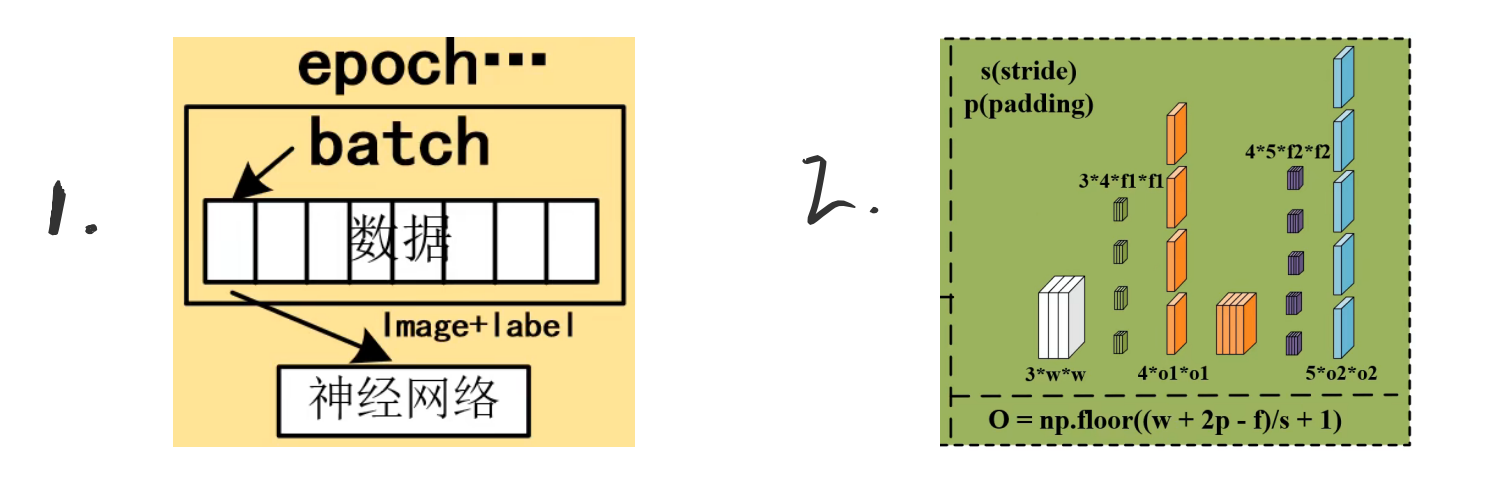 1.
epoch…
batch
数据
Image+label
神经网络
2.
s(stride)
p(padding)
4*5*f2*f2
3*4*f1*f1
3*w*w
4*o1*o1
5*o2*o2
O = np.floor((w + 2p - f)/s + 1)